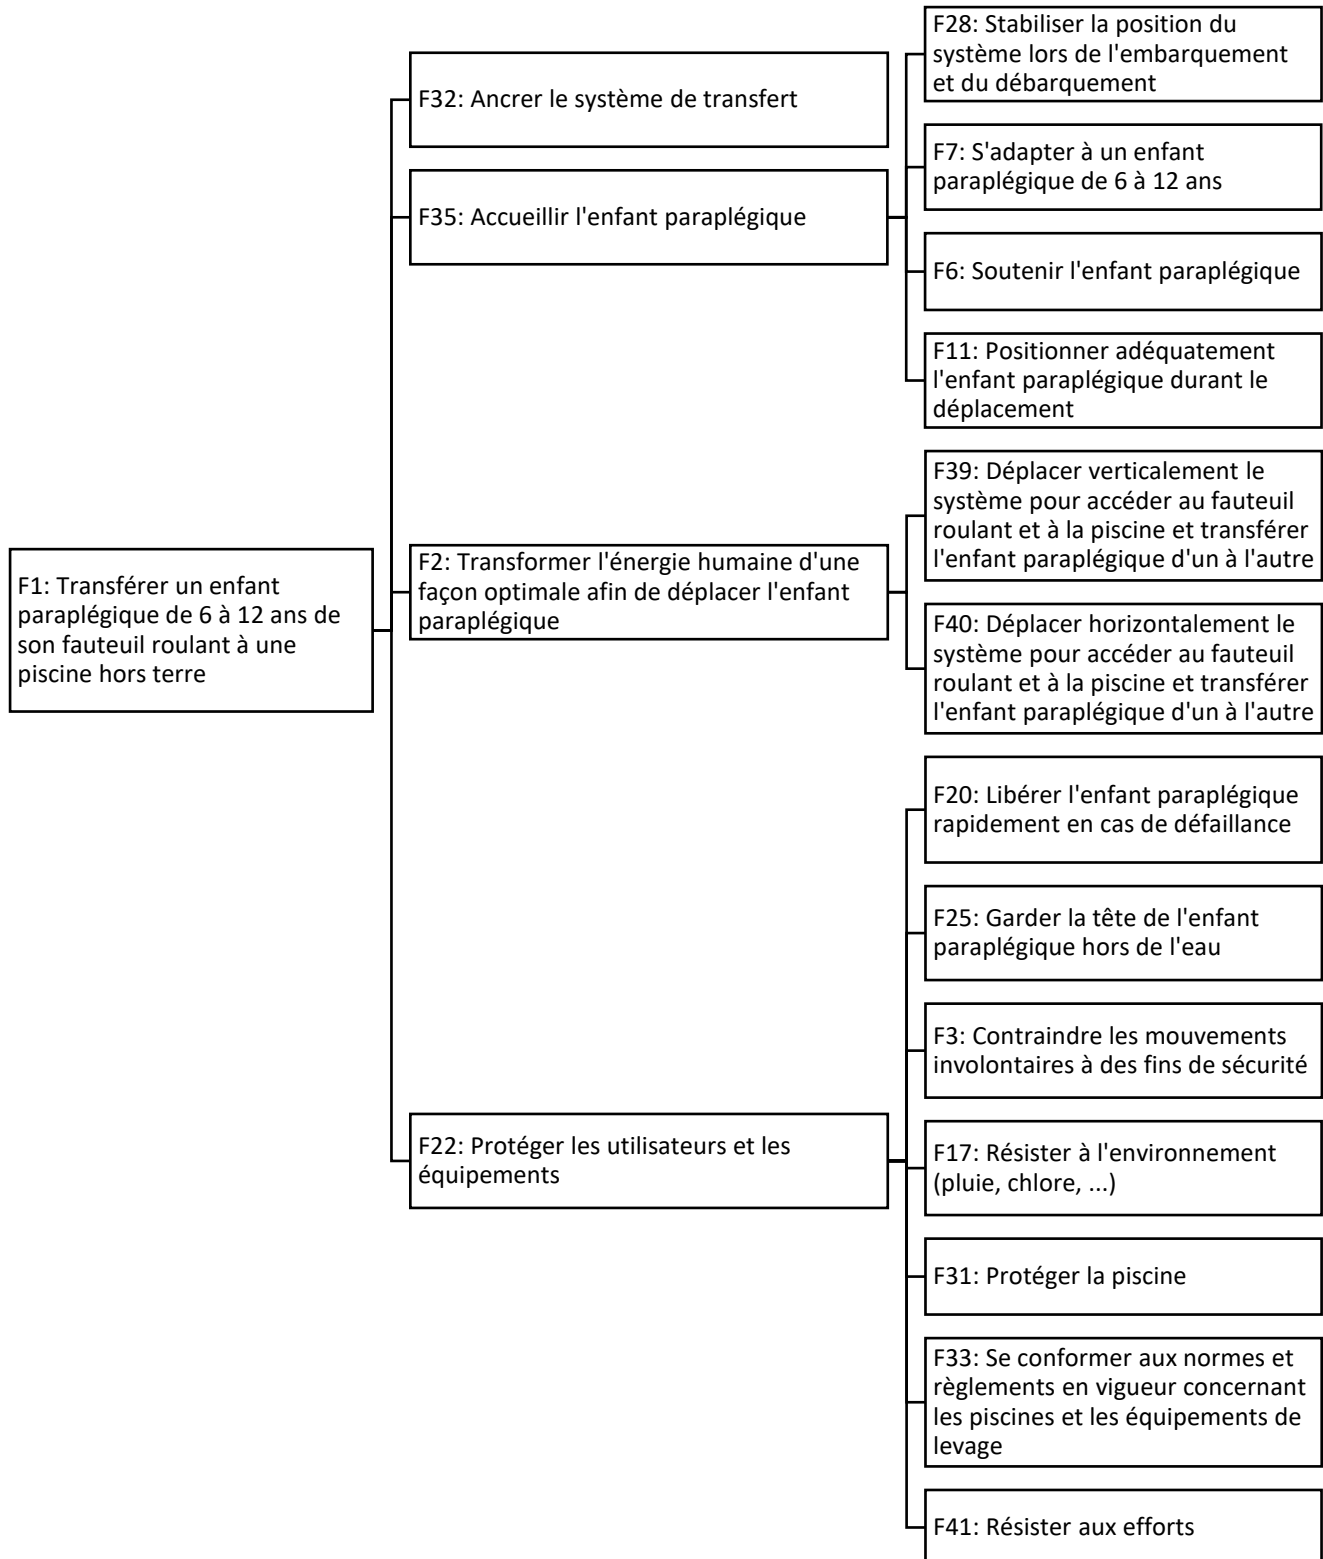 F28: Stabiliser la position du
système lors de l'embarquement
et du débarquement
F32: Ancrer le système de transfert
F7: S'adapter à un enfant
paraplégique de 6 à 12 ans
F35: Accueillir l'enfant paraplégique
F6: Soutenir l'enfant paraplégique
F11: Positionner adéquatement
l'enfant paraplégique durant le
déplacement
F39: Déplacer verticalement le
système pour accéder au fauteuil
roulant et à la piscine et transférer
l'enfant paraplégique d'un à l'autre
F1: Transférer un enfant
paraplégique de 6 à 12 ans de
son fauteuil roulant à une
piscine hors terre
F2: Transformer l'énergie humaine d'une
façon optimale afin de déplacer l'enfant
paraplégique
F40: Déplacer horizontalement le
système pour accéder au fauteuil
roulant et à la piscine et transférer
l'enfant paraplégique d'un à l'autre
F20: Libérer l'enfant paraplégique
rapidement en cas de défaillance
F25: Garder la tête de l'enfant
paraplégique hors de l'eau
F3: Contraindre les mouvements
involontaires à des fins de sécurité
F22: Protéger les utilisateurs et les
équipements
F17: Résister à l'environnement
(pluie, chlore, ...)
F31: Protéger la piscine
F33: Se conformer aux normes et
règlements en vigueur concernant
les piscines et les équipements de
levage
F41: Résister aux efforts